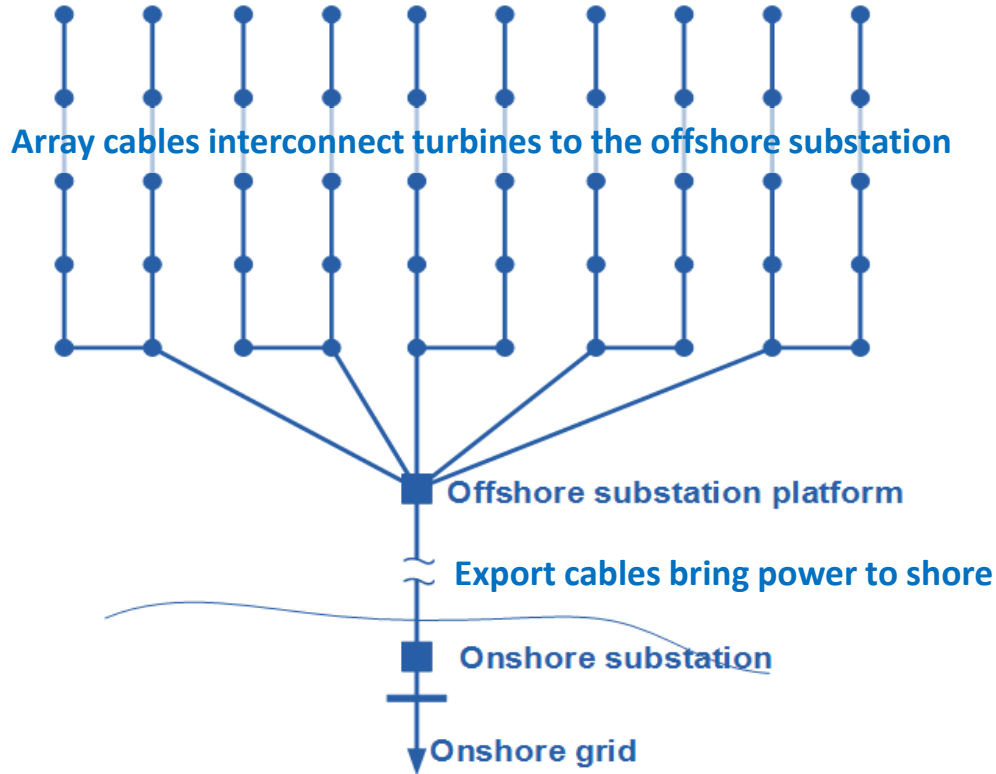 Array cables interconnect turbines to the offshore substation
Offshore substation platform
Export cables bring power to shore
Onshore substation
Onshore grid